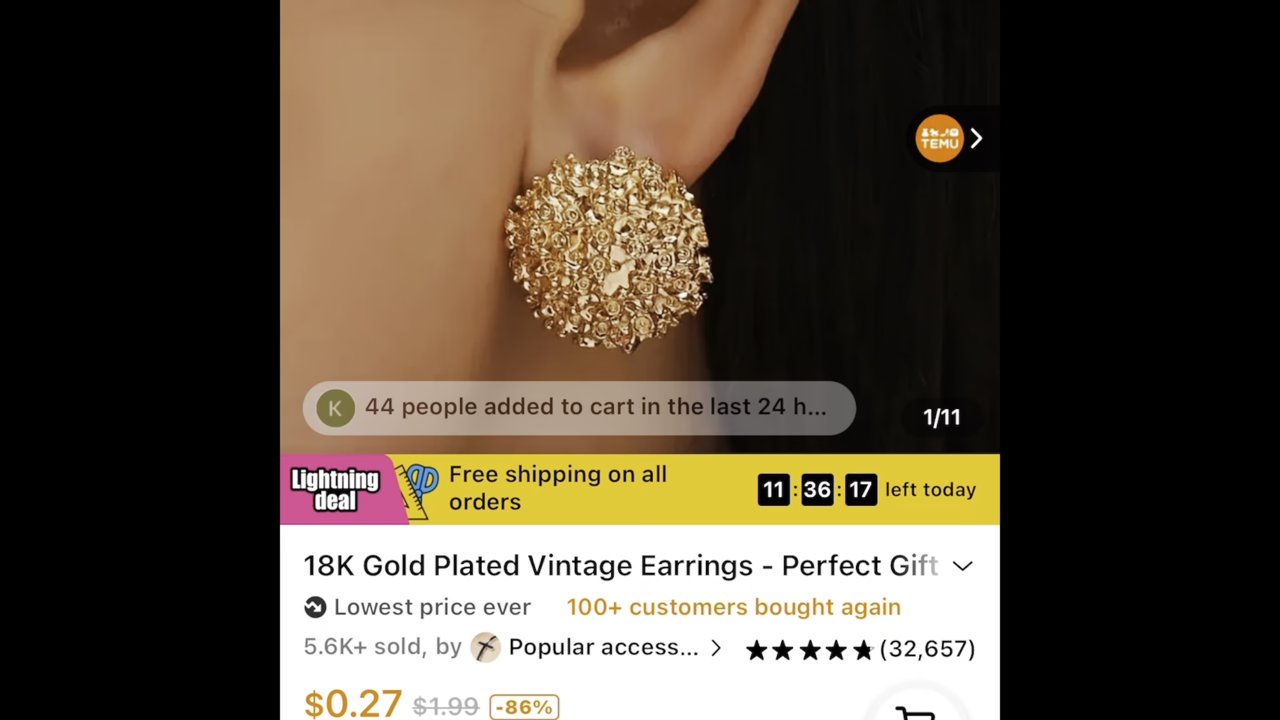 TEMU
K
44 people added to cart in the last 24 h...
1/11
Lightning
deal
Free shipping on all
orders
11:36:17 left today
18K Gold Plated Vintage Earrings - Perfect Gift
Lowest price ever
100+ customers bought again
5.6K+ sold, by Popular access... (32,657)
$0.27 $1.99 -86%